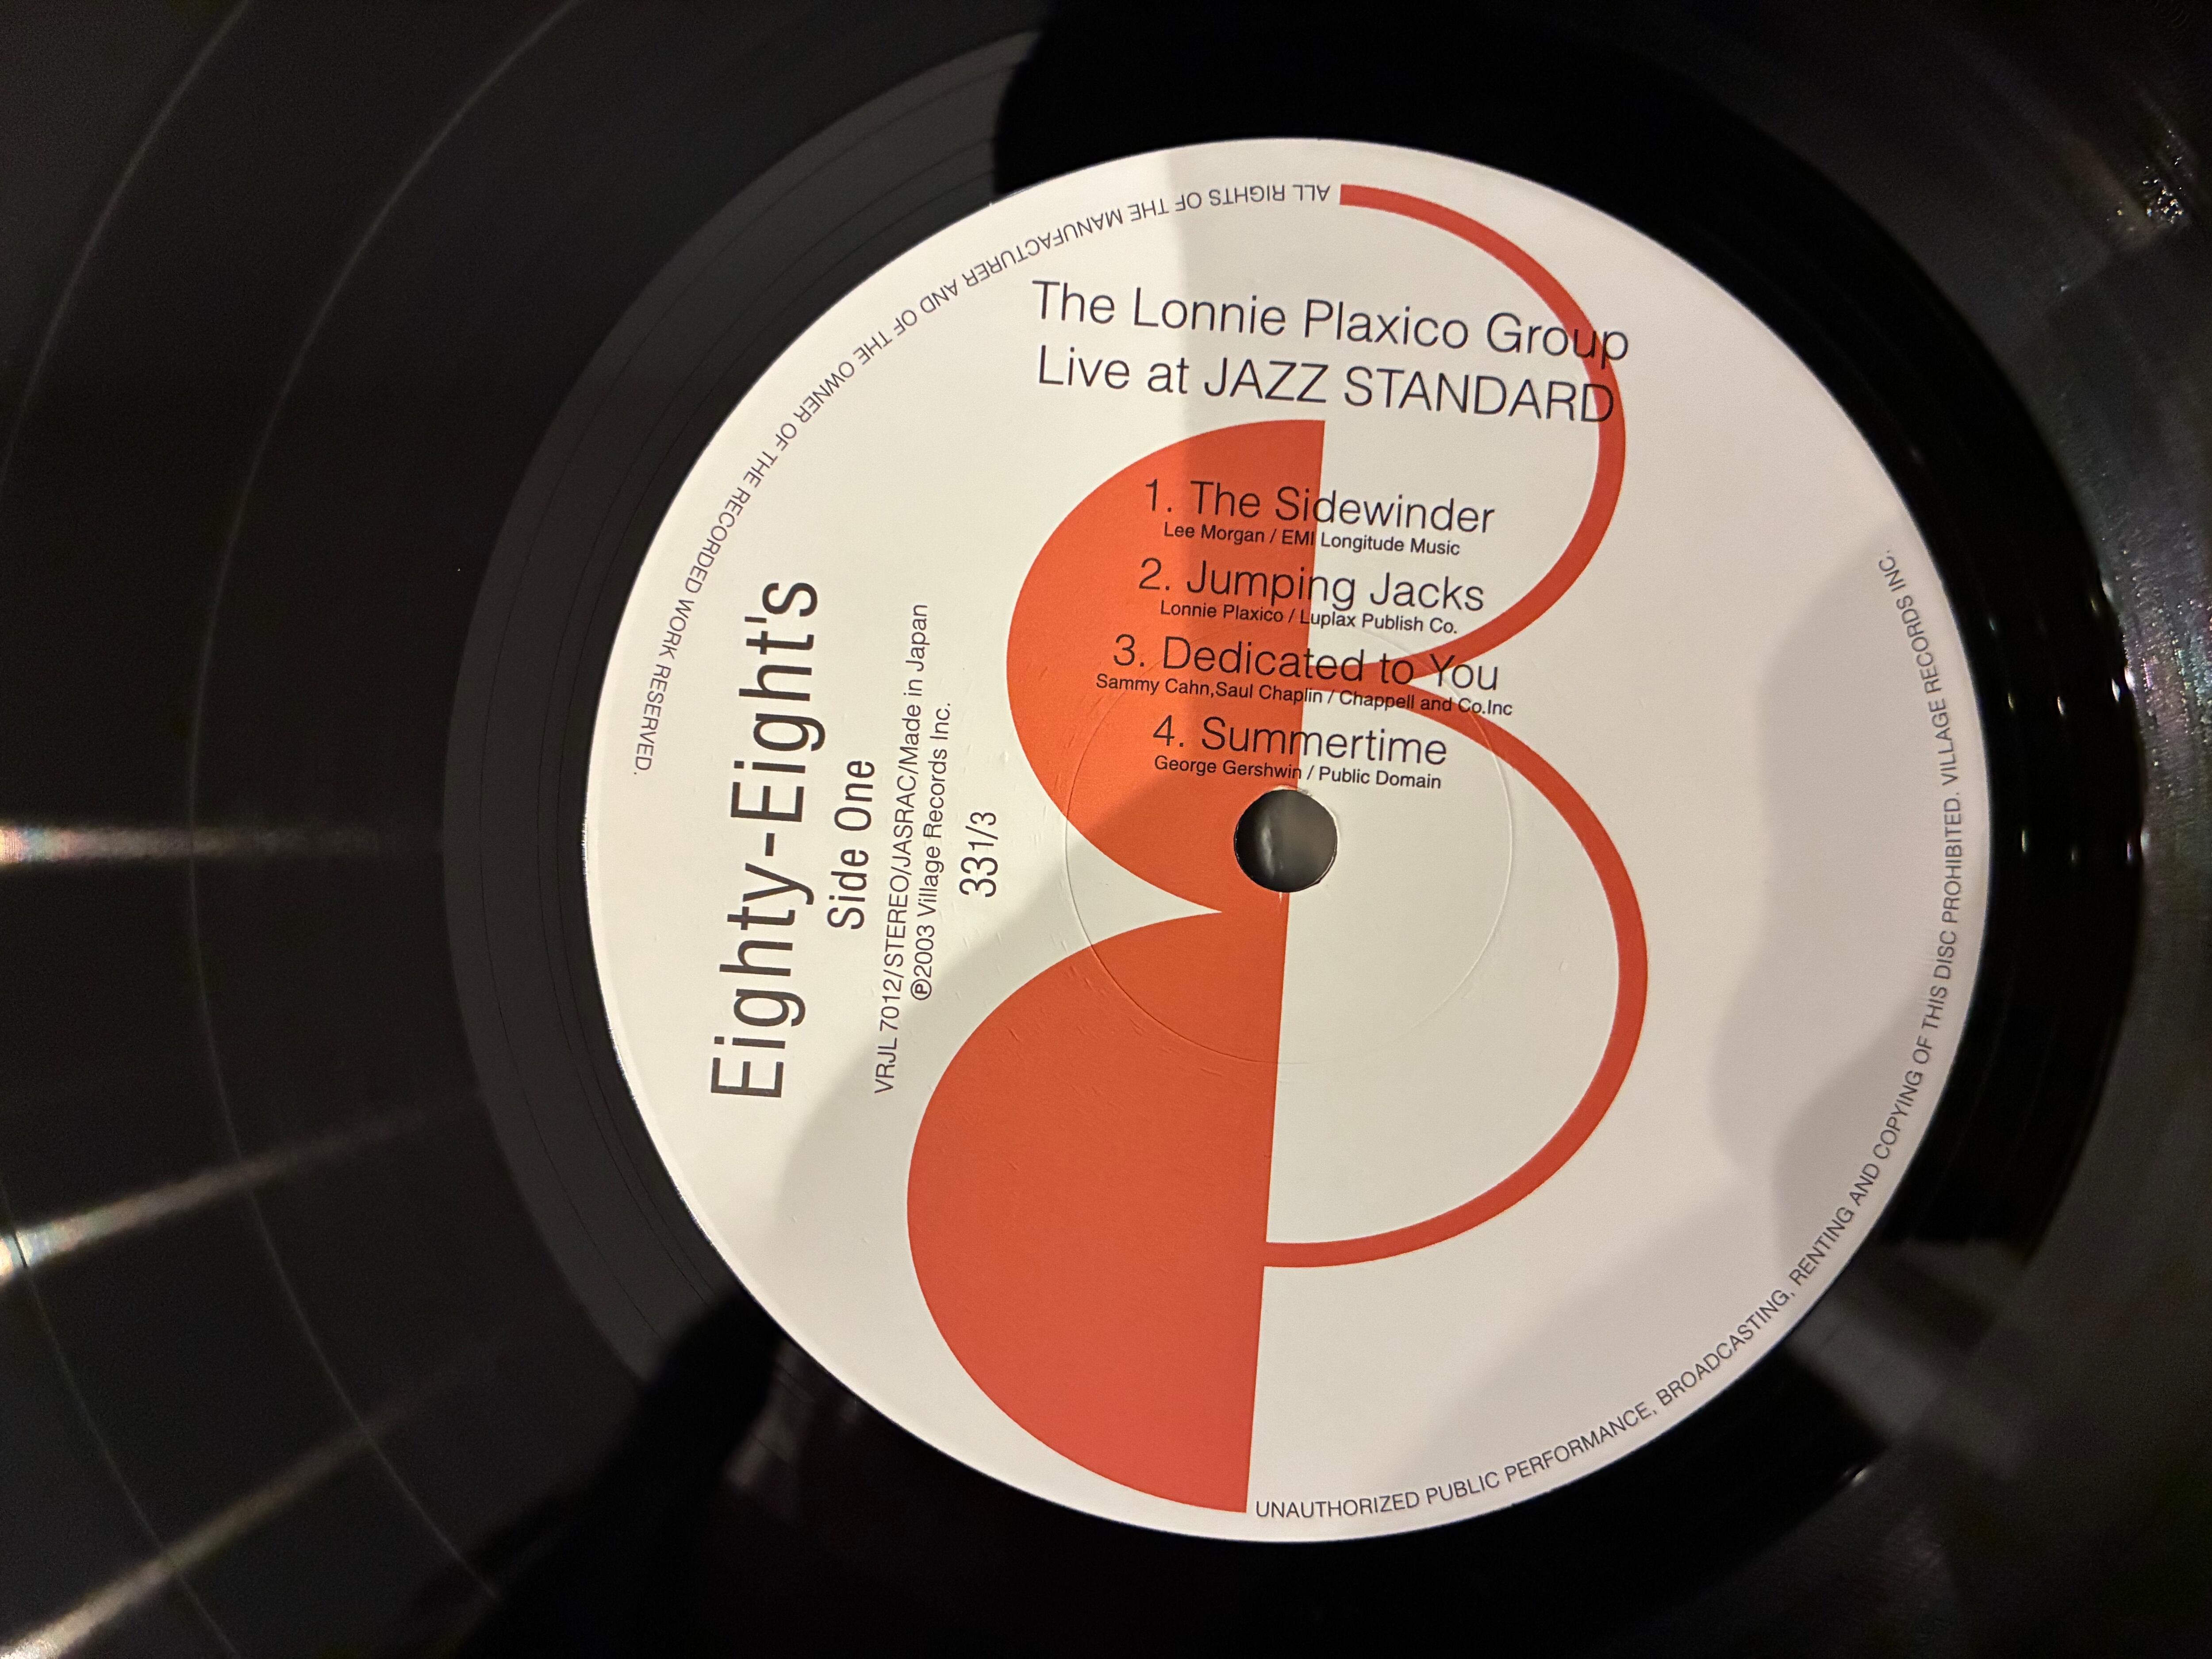 The Lonnie Plaxico Group
Live at JAZZ STANDARD
1. The Sidewinder
Lee Morgan / EMI Longitude Music
2. Jumping Jacks
Lonnie Plaxico / Luplax Publish Co.
3. Dedicated to You
Sammy Cahn,Saul Chaplin / Chappell and Co.Inc
4. Summertime
George Gershwin / Public Domain
Eighty-Eight's
Side One
VRJL 7012/STEREO/JASRAC/Made in Japan
℗2003 Village Records Inc.
33 1/3
ALL RIGHTS OF THE MANUFACTURER AND OF THE OWNER OF THE RECORDED WORK RESERVED.
UNAUTHORIZED PUBLIC PERFORMANCE, BROADCASTING, RENTING AND COPYING OF THIS DISC PROHIBITED. VILLAGE RECORDS INC.